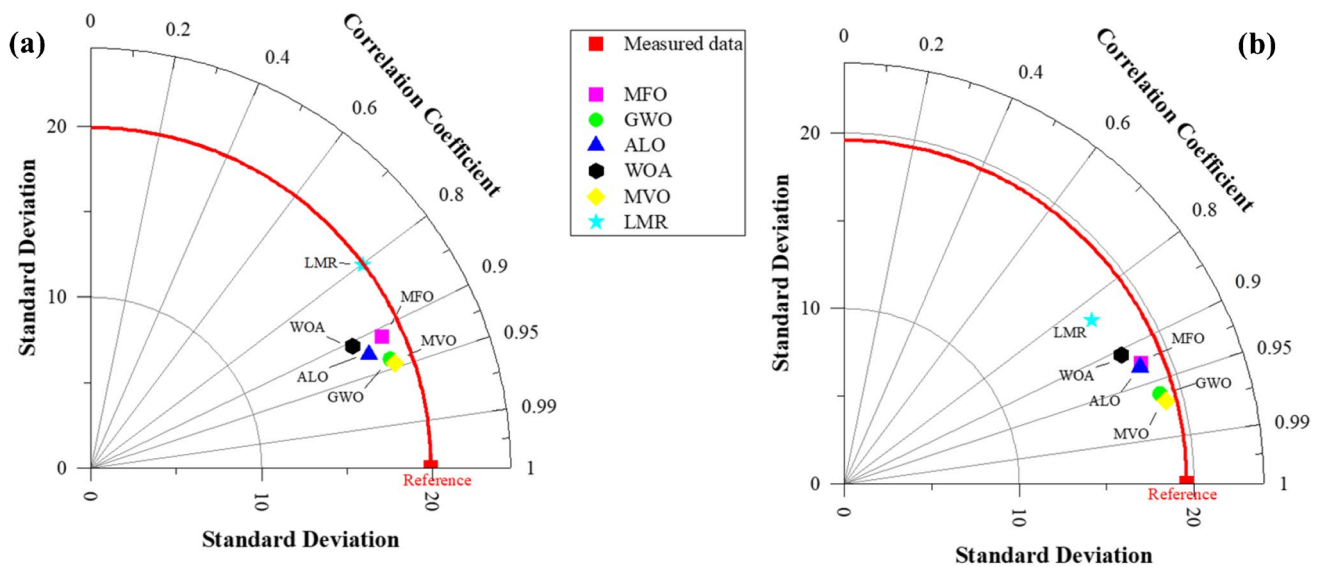 (a)
0
0.2
0.4
0.6
0.8
0.9
0.95
0.99
1
Correlation Coefficient
Standard Deviation
20
10
0
LMR
MFO
WOA
MVO
ALO
GWO
Reference
0
10
20
Standard Deviation
Measured data
MFO
GWO
ALO
WOA
MVO
LMR
(b)
0
0.2
0.4
0.6
0.8
0.9
0.95
0.99
1
Correlation Coefficient
Standard Deviation
20
10
0
LMR
MFO
WOA
ALO
GWO
MVO
Reference
0
10
20
Standard Deviation